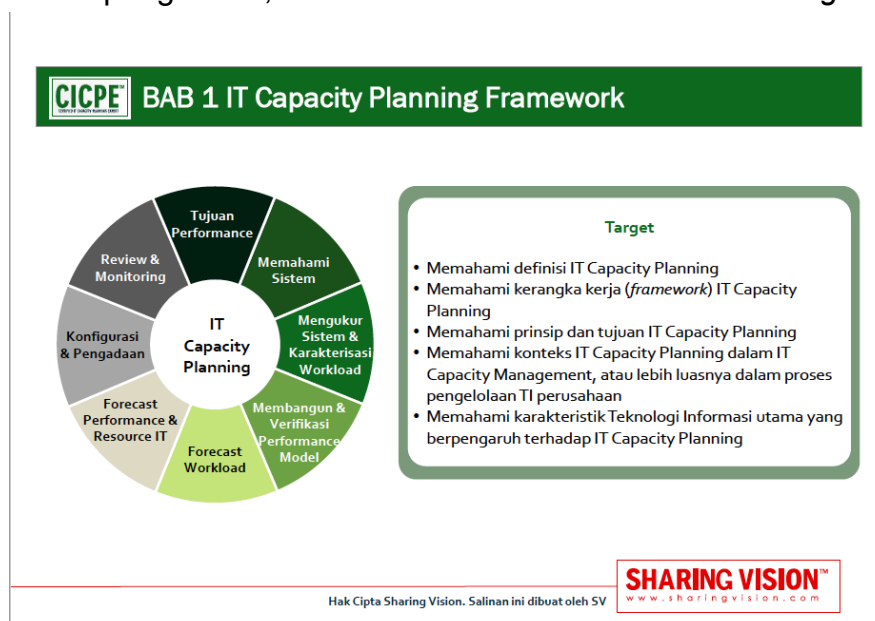 CICPE™
BAB 1 IT Capacity Planning Framework
Tujuan
Performance
Memahami
Sistem
Mengukur
Sistem &
Karakterisasi
Workload
Membangun &
Verifikasi
Performance
Model
Forecast
Workload
Forecast
Performance &
Resource IT
Konfigurasi
& Pengadaan
Review &
Monitoring
IT
Capacity
Planning
Target
• Memahami definisi IT Capacity Planning
• Memahami kerangka kerja (framework) IT Capacity
Planning
• Memahami prinsip dan tujuan IT Capacity Planning
• Memahami konteks IT Capacity Planning dalam IT
Capacity Management, atau lebih luasnya dalam proses
pengelolaan TI perusahaan
• Memahami karakteristik Teknologi Informasi utama yang
berpengaruh terhadap IT Capacity Planning
Hak Cipta Sharing Vision. Salinan ini dibuat oleh SV
SHARING VISION™
www.sharingvision.com